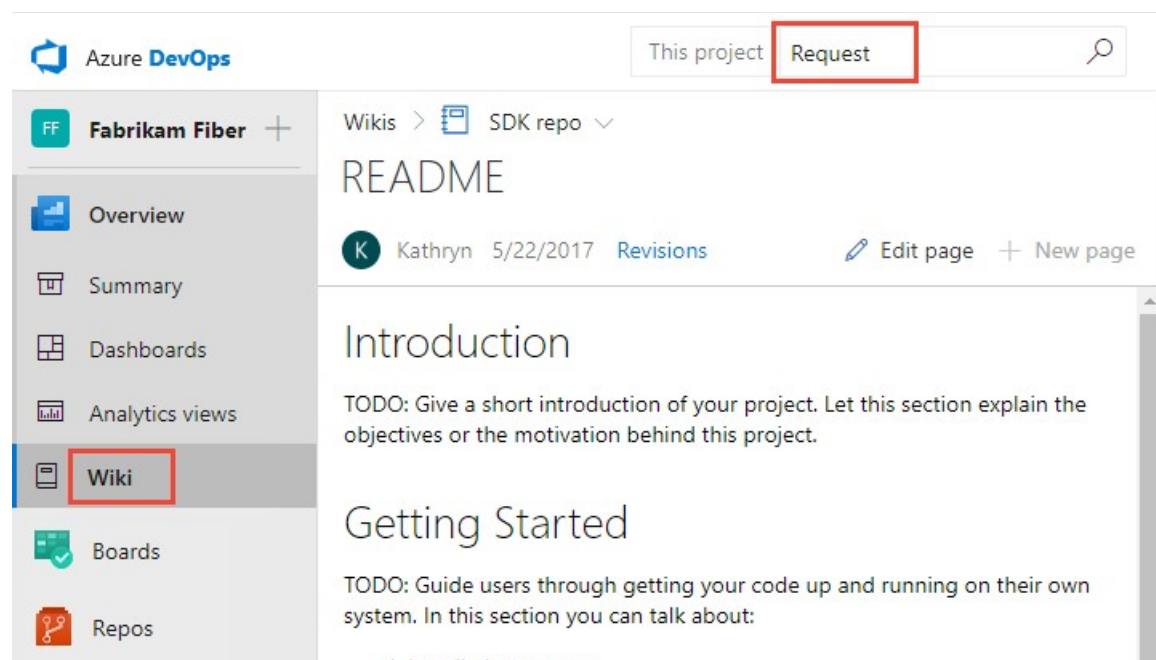 Azure DevOps
This project Request
FF Fabrikam Fiber
Wikis > SDK repo
README
Overview
K Kathryn 5/22/2017 Revisions Edit page + New page
Summary
Introduction
Dashboards
TODO: Give a short introduction of your project. Let this section explain the
objectives or the motivation behind this project.
Analytics views
Wiki
Getting Started
Boards
TODO: Guide users through getting your code up and running on their own
system. In this section you can talk about:
Repos